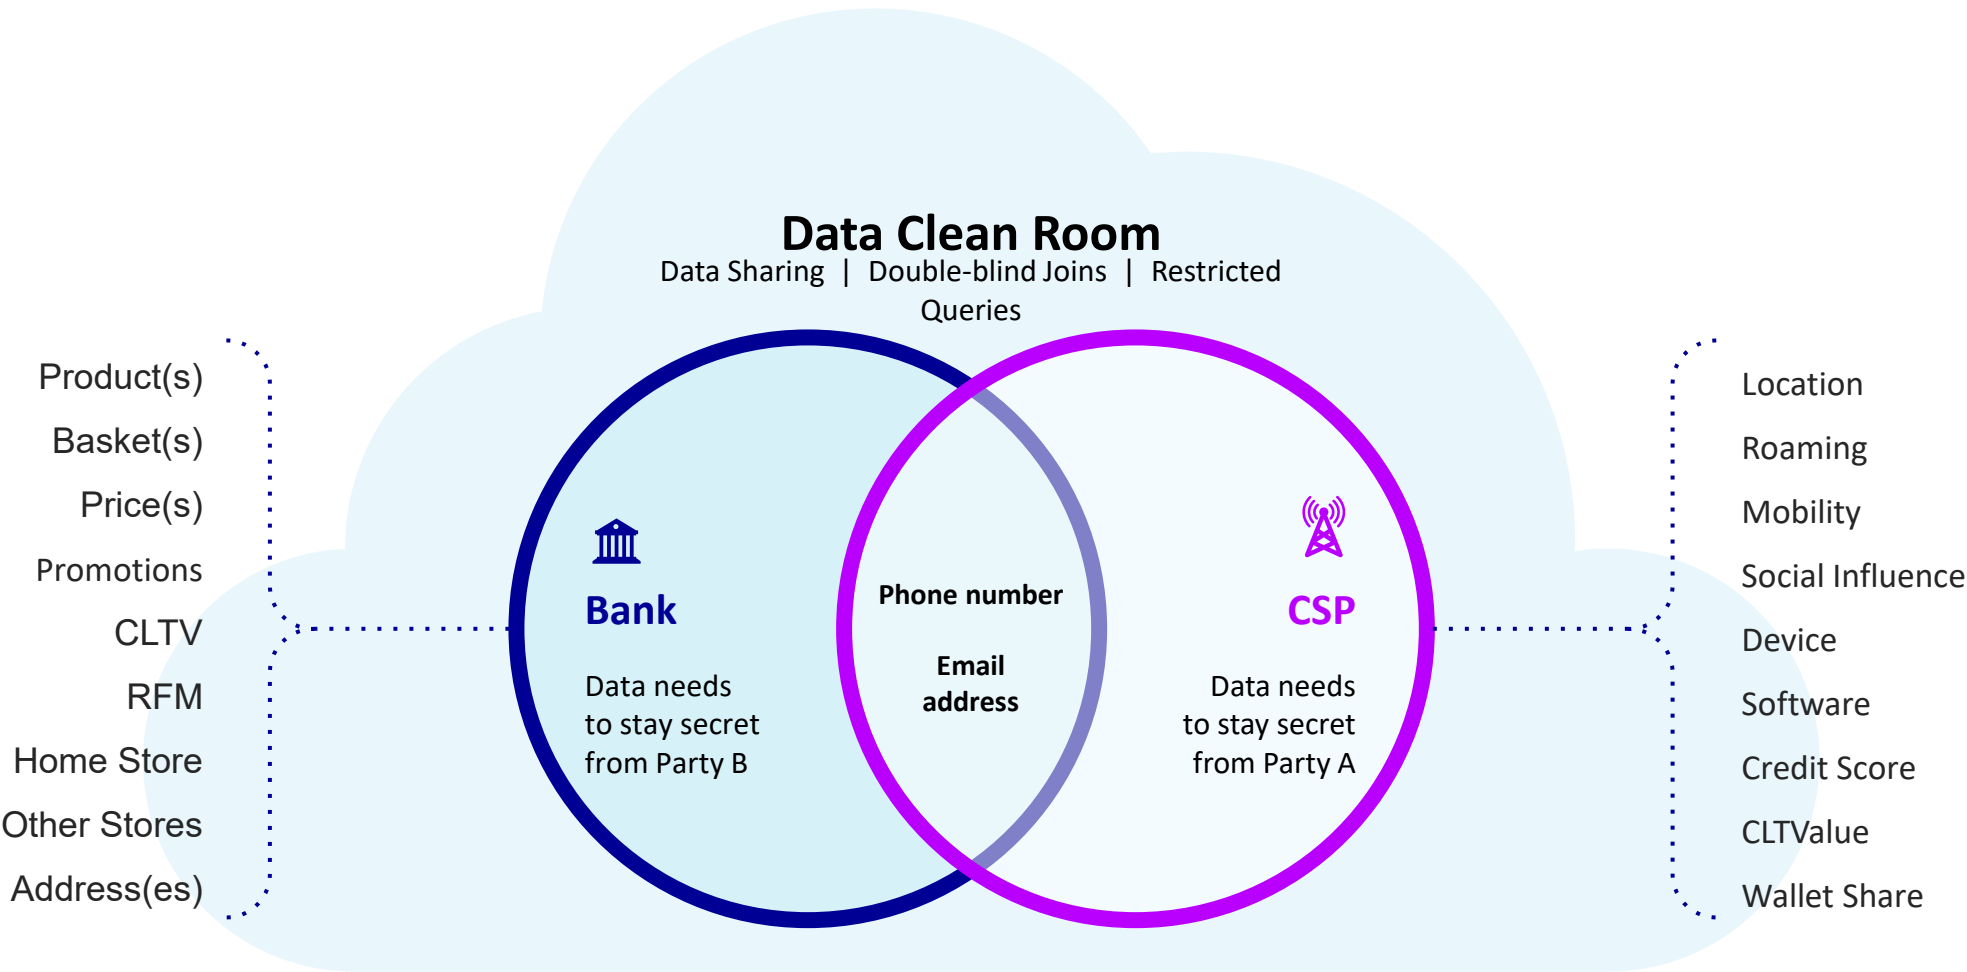 Data Clean Room
Data Sharing | Double-blind Joins | Restricted
Queries
Product(s)
Basket(s)
Price(s)
Promotions
CLTV
RFM
Home Store
Other Stores
Address(es)
Bank
Data needs
to stay secret
from Party B
Phone number
Email
address
CSP
Data needs
to stay secret
from Party A
Location
Roaming
Mobility
Social Influence
Device
Software
Credit Score
CLTValue
Wallet Share